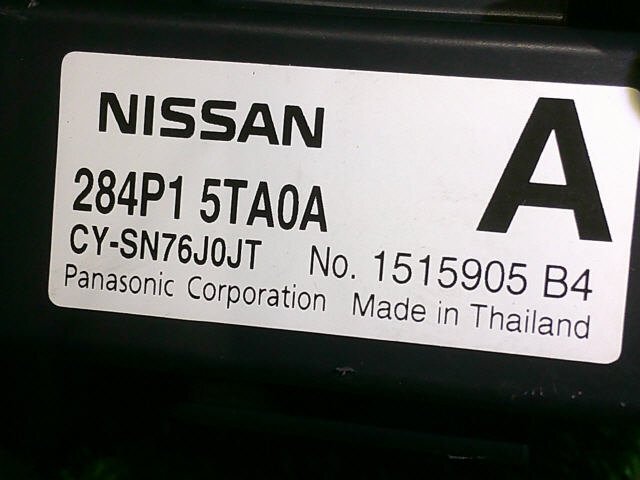 NISSAN
A
284P1 5TA0A
CY-SN76J0JT No. 1515905 B4
Panasonic Corporation Made in Thailand